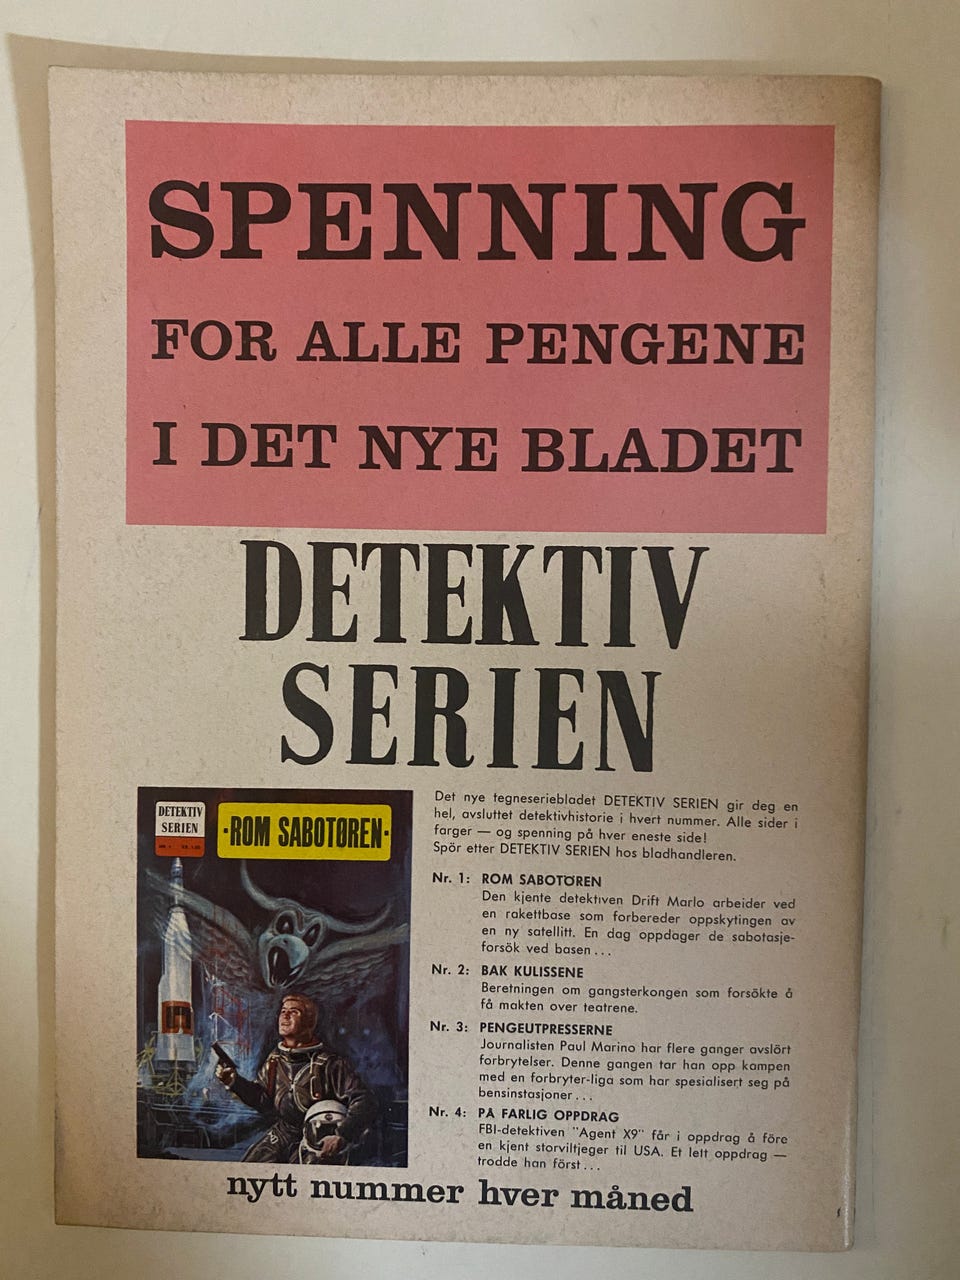 SPENNING
FOR ALLE PENGENE
I DET NYE BLADET
DETEKTIV
SERIEN
DETEKTIV
SERIEN
·ROM SABOTØREN·
Det nye tegneseriebladet DETEKTIV SERIEN gir deg en
hel, avsluttet detektivhistorie i hvert nummer. Alle sider i
farger — og spenning på hver eneste side!
Spör etter DETEKTIV SERIEN hos bladhandleren.
Nr. 1: ROM SABOTÖREN
Den kjente detektiven Drift Marlo arbeider ved
en rakettbase som forbereder oppskytingen av
en ny satellitt. En dag oppdager de sabotasje-
forsök ved basen . . .
Nr. 2: BAK KULISSENE
Beretningen om gangsterkongen som forsökte å
få makten over teatrene.
Nr. 3: PENGEUTPRESSERNE
Journalisten Paul Marino har flere ganger avslört
forbrytelser. Denne gangen tar han opp kampen
med en forbryter-liga som har spesialisert seg på
bensinstasjoner . . .
Nr. 4: PÅ FARLIG OPPDRAG
FBI-detektiven "Agent X9" får i oppdrag å före
en kjent storviltjeger til USA. Et lett oppdrag —
trodde han först . . .
nytt nummer hver måned